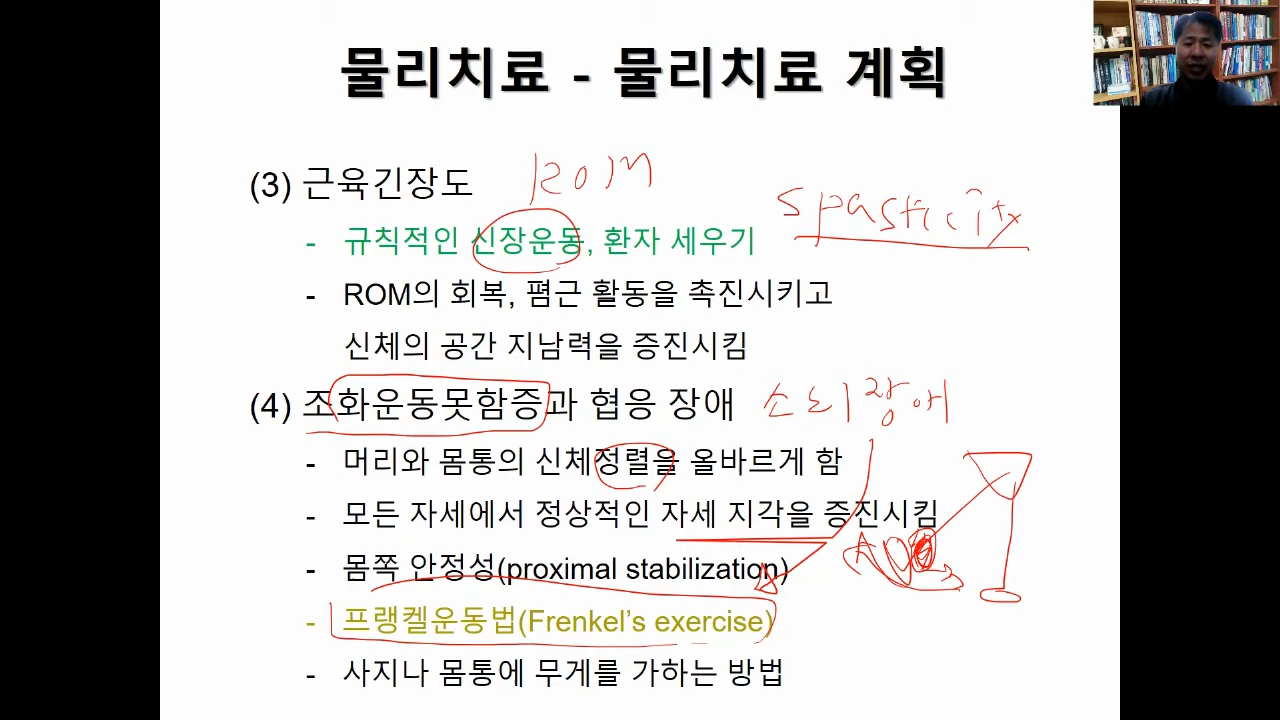 물리치료 - 물리치료 계획
(3) 근육긴장도
ROM
spasticity
- 규칙적인 신장운동, 환자 세우기
- ROM의 회복, 폄근 활동을 촉진시키고
신체의 공간 지남력을 증진시킴
(4) 조화운동못함증과 협응 장애
소뇌장애
- 머리와 몸통의 신체정렬을 올바르게 함
- 모든 자세에서 정상적인 자세 지각을 증진시킴
- 몸쪽 안정성(proximal stabilization)
- 프랭켈운동법(Frenkel's exercise)
- 사지나 몸통에 무게를 가하는 방법